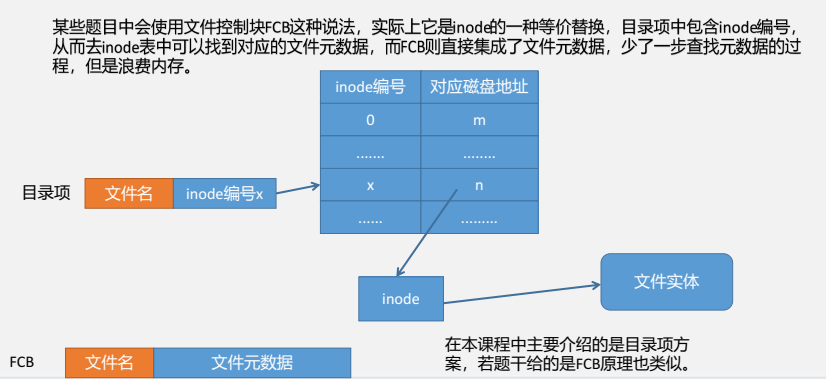 某些题目中会使用文件控制块FCB这种说法，实际上它是inode的一种等价替换，目录项中包含inode编号，
从而去inode表中可以找到对应的文件元数据，而FCB则直接集成了文件元数据，少了一步查找元数据的过
程，但是浪费内存。
inode编号 对应磁盘地址
0 m
....... ........
目录项 文件名 inode编号x x n
...... .........
inode 文件实体
在本课程中主要介绍的是目录项方
案，若题干给的是FCB原理也类似。
FCB 文件名 文件元数据